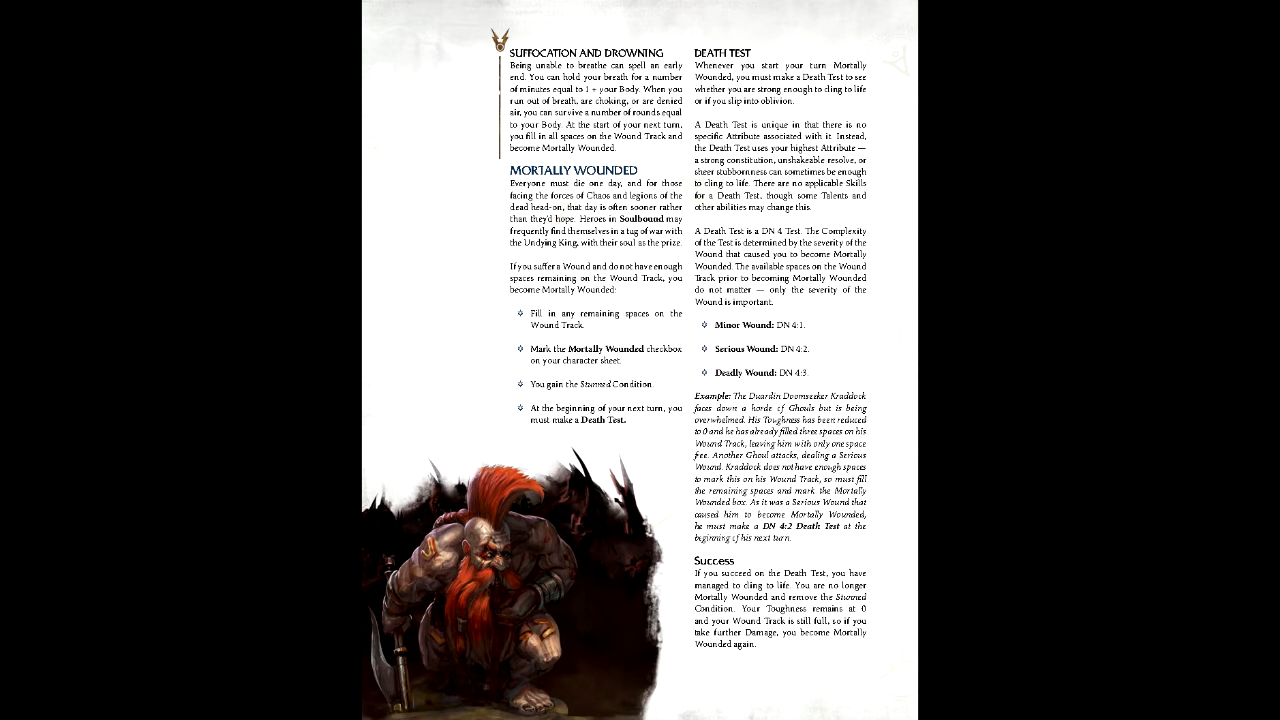 SUFFOCATION AND DROWNING
Being unable to breathe can spell an early
end. You can hold your breath for a number
of minutes equal to 1 + your Body. When you
run out of breath, are choking, or are denied
air, you can survive a number of rounds equal
to your Body. At the start of your next turn,
you fill in all spaces on the Wound Track and
become Mortally Wounded.
MORTALLY WOUNDED
Everyone must die one day, and for those
facing the forces of Chaos and legions of the
dead head-on, that day is often sooner rather
than they'd hope. Heroes in Soulbound may
frequently find themselves in a tug of war with
the Undying King, with their soul as the prize.
If you suffer a Wound and do not have enough
spaces remaining on the Wound Track, you
become Mortally Wounded:
Fill in any remaining spaces on the
Wound Track.
Mark the Mortally Wounded checkbox
on your character sheet.
You gain the Stunned Condition.
At the beginning of your next turn, you
must make a Death Test.
DEATH TEST
Whenever you start your turn Mortally
Wounded, you must make a Death Test to see
whether you are strong enough to cling to life
or if you slip into oblivion.
A Death Test is unique in that there is no
specific Attribute associated with it. Instead,
the Death Test uses your highest Attribute —
a strong constitution, unshakeable resolve, or
sheer stubbornness can sometimes be enough
to cling to life. There are no applicable Skills
for a Death Test, though some Talents and
other abilities may change this.
A Death Test is a DN 4 Test. The Complexity
of the Test is determined by the severity of the
Wound that caused you to become Mortally
Wounded. The available spaces on the Wound
Track prior to becoming Mortally Wounded
do not matter — only the severity of the
Wound is important.
Minor Wound: DN 4:1.
Serious Wound: DN 4:2.
Deadly Wound: DN 4:3.
Example: The Duardin Doomseeker Kraddock
faces down a horde of Ghouls but is being
overwhelmed. His Toughness has been reduced
to 0 and he has already filled three spaces on his
Wound Track, leaving him with only one space
free. Another Ghoul attacks, dealing a Serious
Wound. Kraddock does not have enough spaces
to mark this on his Wound Track, so must fill
the remaining spaces and mark the Mortally
Wounded box. As it was a Serious Wound that
caused him to become Mortally Wounded,
he must make a DN 4:2 Death Test at the
beginning of his next turn.
Success
If you succeed on the Death Test, you have
managed to cling to life. You are no longer
Mortally Wounded and remove the Stunned
Condition. Your Toughness remains at 0
and your Wound Track is still full, so if you
take further Damage, you become Mortally
Wounded again.